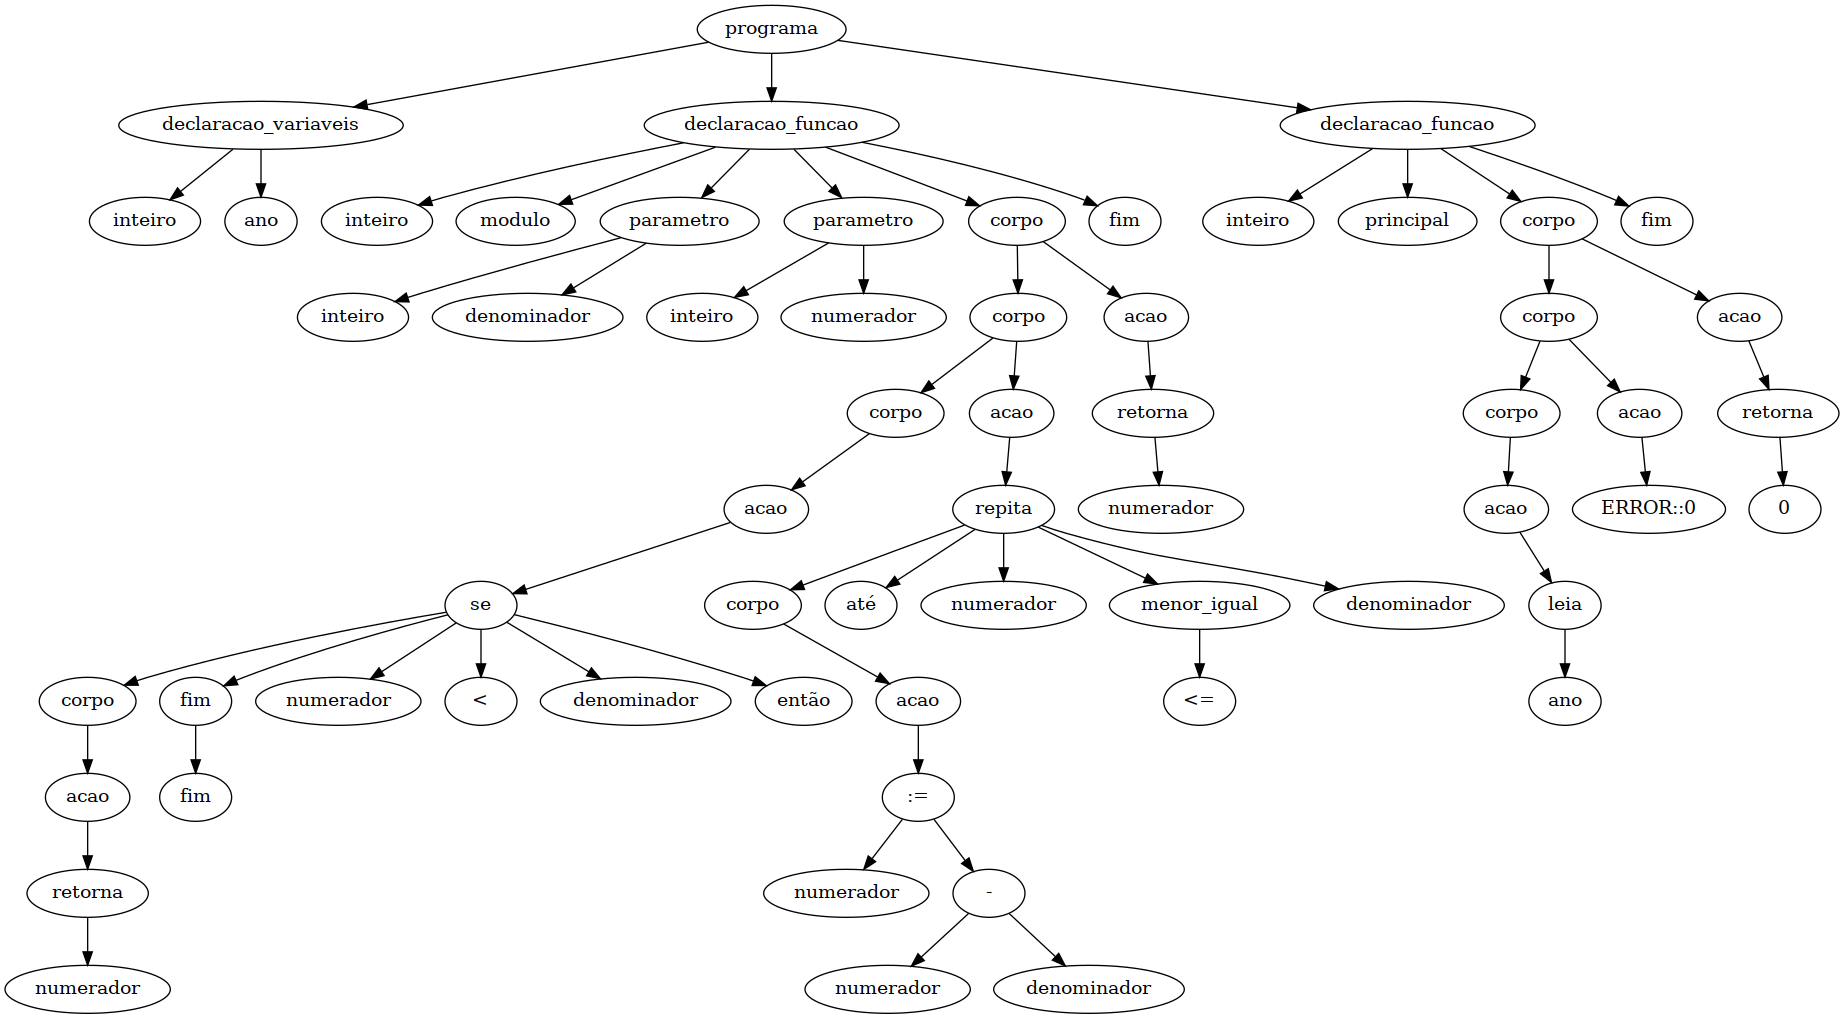 programa
declaracao_variaveis
declaracao_funcao
declaracao_funcao
inteiro
ano
inteiro
modulo
parametro
parametro
corpo
fim
inteiro
principal
corpo
fim
inteiro
denominador
inteiro
numerador
corpo
acao
corpo
acao
corpo
acao
retorna
corpo
acao
retorna
acao
repita
numerador
acao
ERROR::0
0
se
corpo
até
numerador
menor_igual
denominador
leia
corpo
fim
numerador
<
denominador
então
acao
<=
ano
acao
fim
:=
retorna
numerador
-
numerador
numerador
denominador